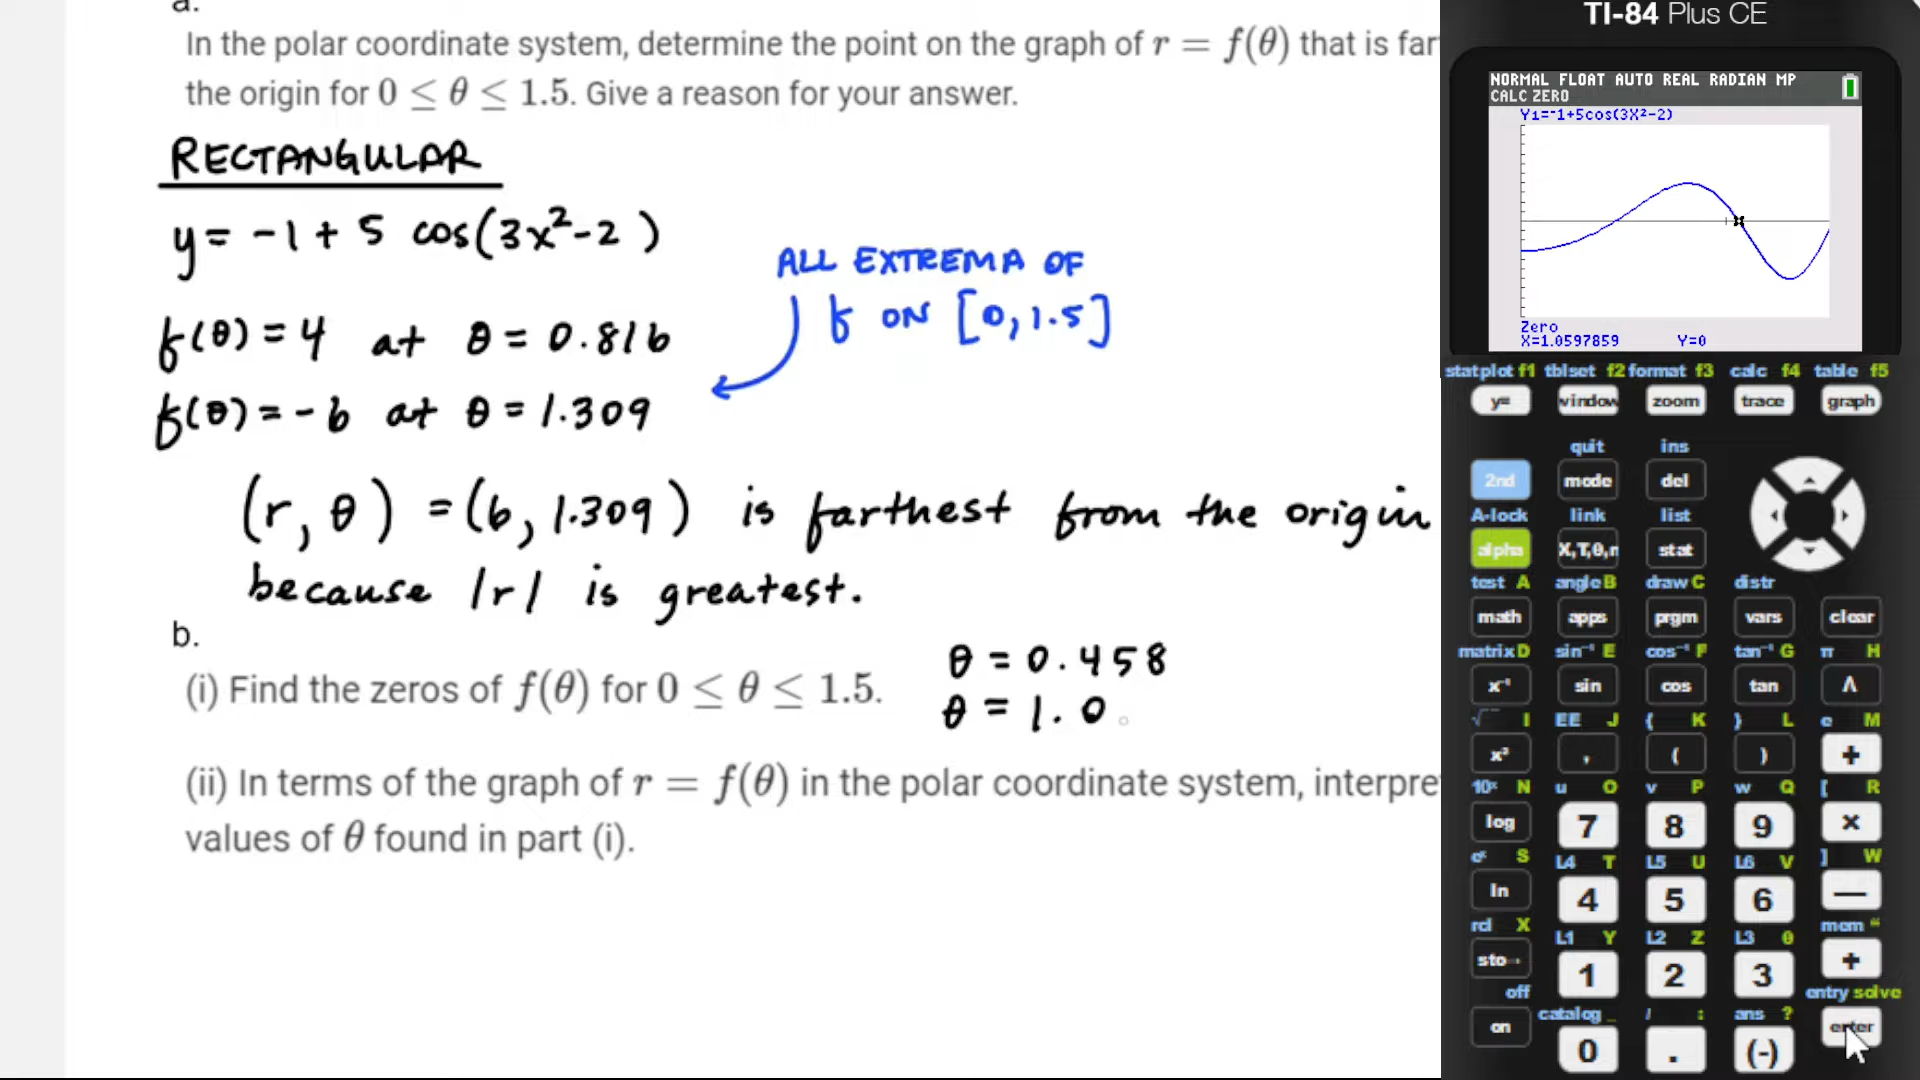 a.
In the polar coordinate system, determine the point on the graph of r = f(θ) that is far
the origin for 0 ≤ θ ≤ 1.5. Give a reason for your answer.
RECTANGULAR
y = -1 + 5 cos(3x²-2)
ALL EXTREMA OF
f ON [0,1.5]
f(θ) = 4 at θ = 0.816
f(θ) = -6 at θ = 1.309
(r, θ) = (6, 1.309) is farthest from the origin
because |r| is greatest.
b.
(i) Find the zeros of f(θ) for 0 ≤ θ ≤ 1.5.
θ = 0.458
θ = 1.0
(ii) In terms of the graph of r = f(θ) in the polar coordinate system, interpre
values of θ found in part (i).
TI-84 Plus CE
NORMAL FLOAT AUTO REAL RADIAN MP
CALC ZERO
Y1=-1+5cos(3X²-2)
Zero
X=1.0597859 Y=0
statplot f1 tblset f2 format f3 calc f4 table f5
y= window zoom trace graph
quit ins
2nd mode del
A-lock link list
alpha X,T,θ,n stat
test A angle B draw C distr
math apps prgm vars clear
matrix D sin⁻¹ E cos⁻¹ F tan⁻¹ G π H
x⁻¹ sin cos tan ^
√ I EE J { K } L e M
x² , ( ) ÷
10ˣ N u O v P w Q [ R
log 7 8 9 ×
eˣ S L4 T L5 U L6 V ] W
ln 4 5 6 —
rcl X L1 Y L2 Z L3 θ mem "
sto→ 1 2 3 +
off catalog _ i : ans ? entry solve
on 0 . (-) enter